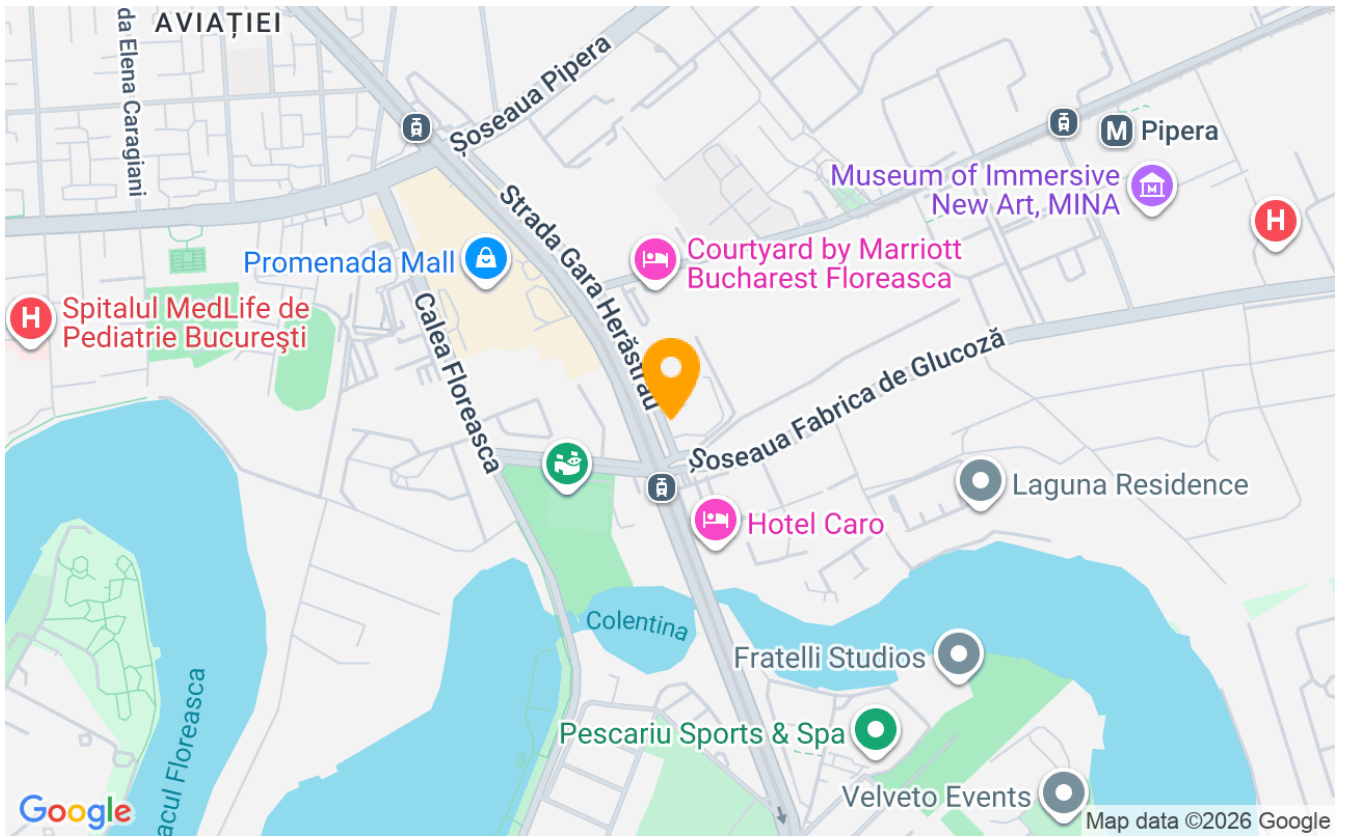 AVIAȚIEI
da Elena Caragiani
Șoseaua Pipera
M Pipera
Museum of Immersive
New Art, MINA
H
Strada Gara Herăstrău
Promenada Mall
Courtyard by Marriott
Bucharest Floreasca
H
Spitalul MedLife de
Pediatrie București
Calea Floreasca
Șoseaua Fabrica de Glucoză
Laguna Residence
Hotel Caro
Colentina
Fratelli Studios
acul Floreasca
Pescariu Sports & Spa
Velveto Events
Google
Map data ©2026 Google